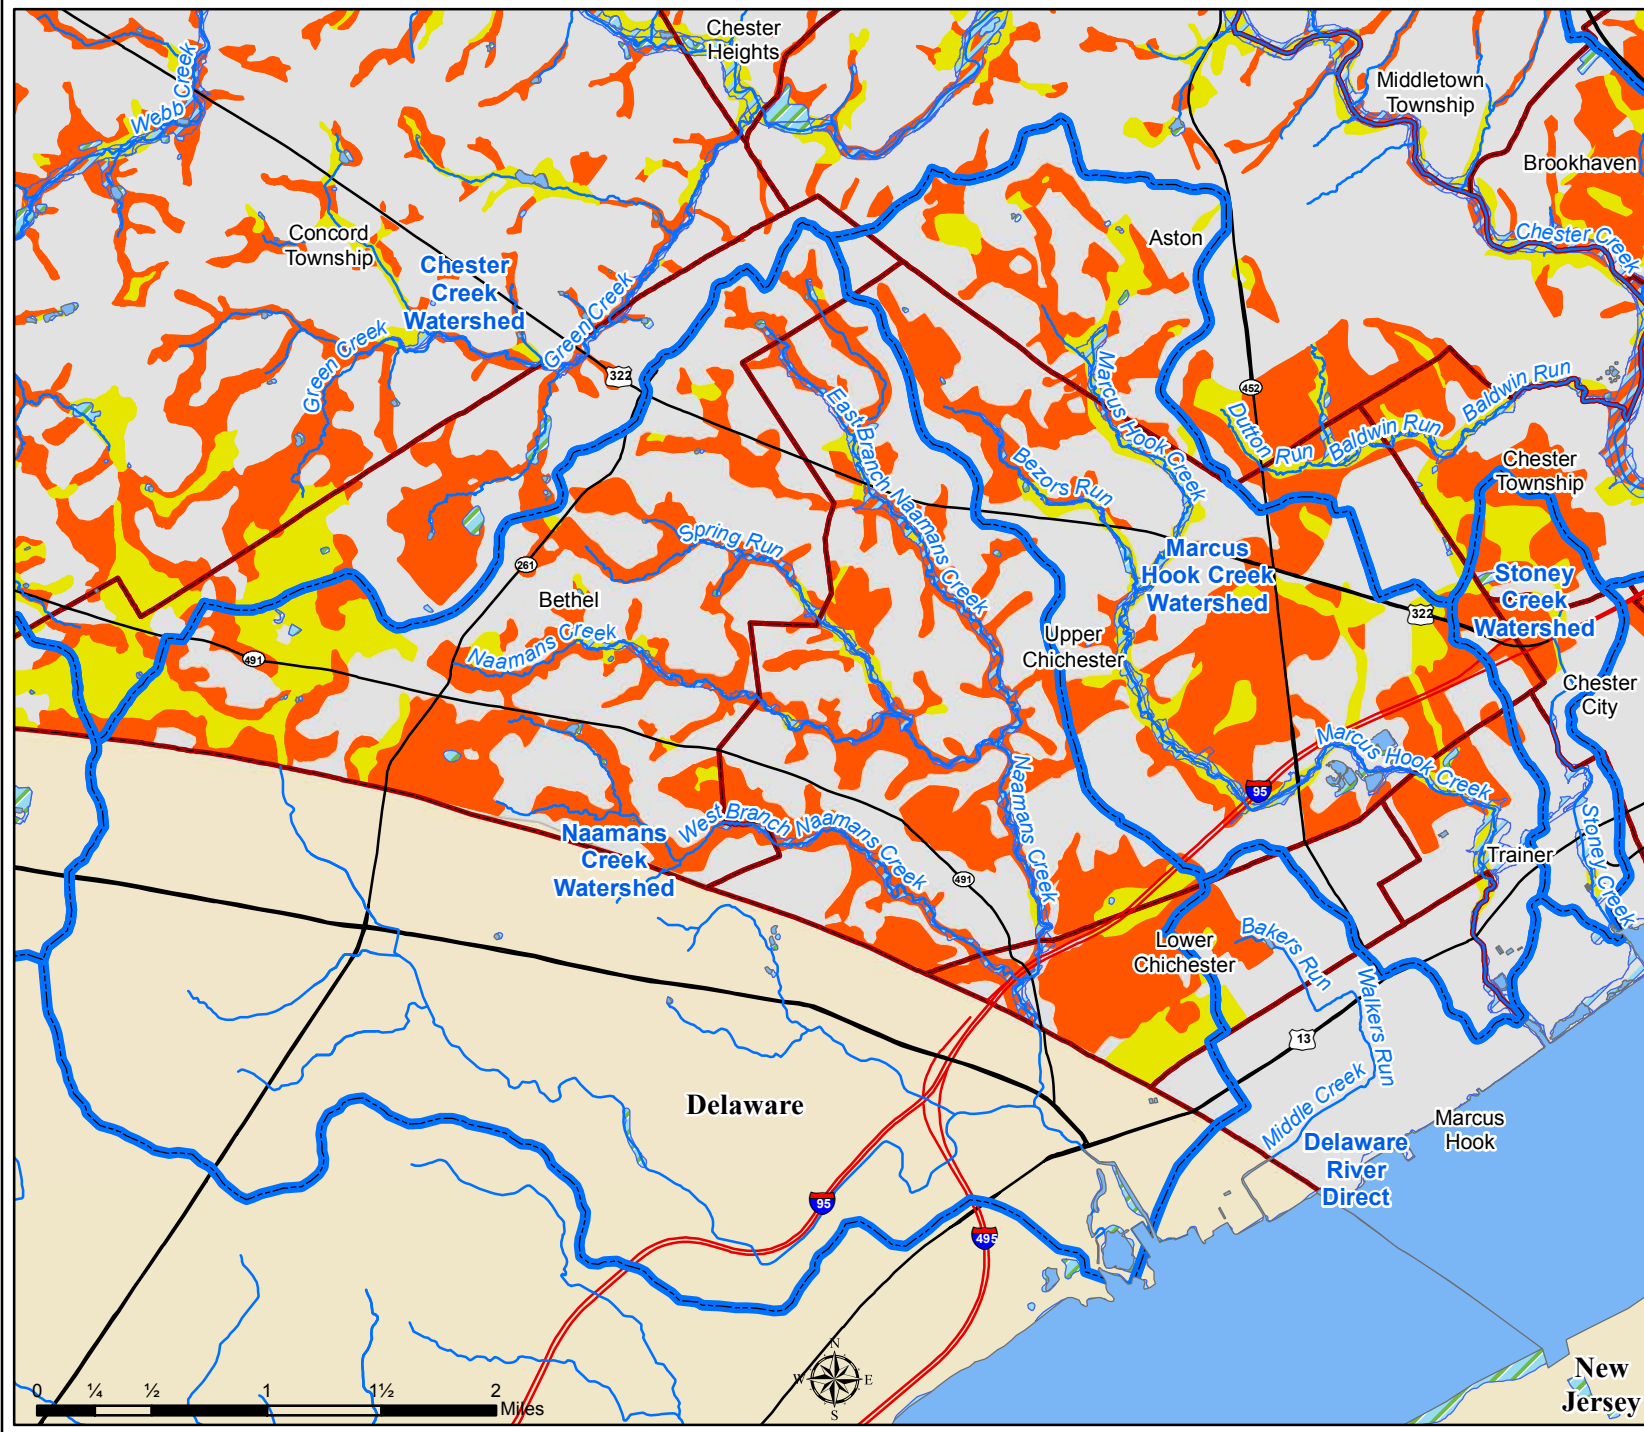 Chester
Heights
Middletown
Township
Webb Creek
Brookhaven
Concord
Township
Aston
Chester Creek
Chester
Creek
Watershed
Green Creek
Green Creek
322
452
Marcus Hook Creek
East Branch Naamans Creek
Dutton Run
Baldwin Run
Baldwin Run
Bezors Run
Chester
Township
Spring Run
261
Marcus
Hook Creek
Watershed
Stoney
Creek
Watershed
Bethel
322
Naamans Creek
Upper
Chichester
491
Chester
City
Marcus Hook Creek
95
Naamans Creek
Naamans
Creek
Watershed
West Branch Naamans Creek
Stoney Creek
Trainer
491
Lower
Chichester
Bakers Run
Walkers Run
13
Middle Creek
Delaware
Marcus
Hook
Delaware
River
Direct
95
495
N
W E
S
0 ¼ ½ 1 1½ 2
Miles
New
Jersey